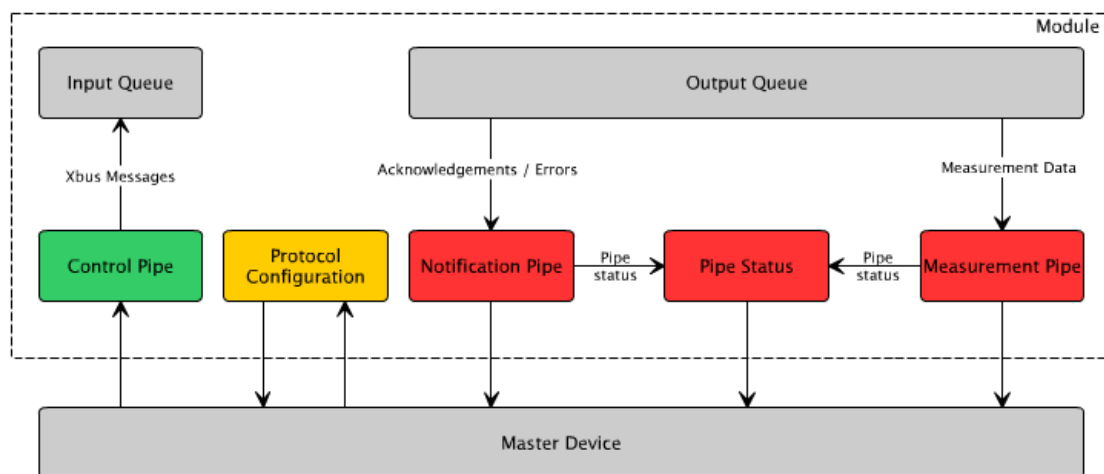 Module
Input Queue
Output Queue
Xbus Messages
Acknowledgements / Errors
Measurement Data
Control Pipe
Protocol
Configuration
Notification Pipe
Pipe
status
Pipe Status
Pipe
status
Measurement Pipe
Master Device